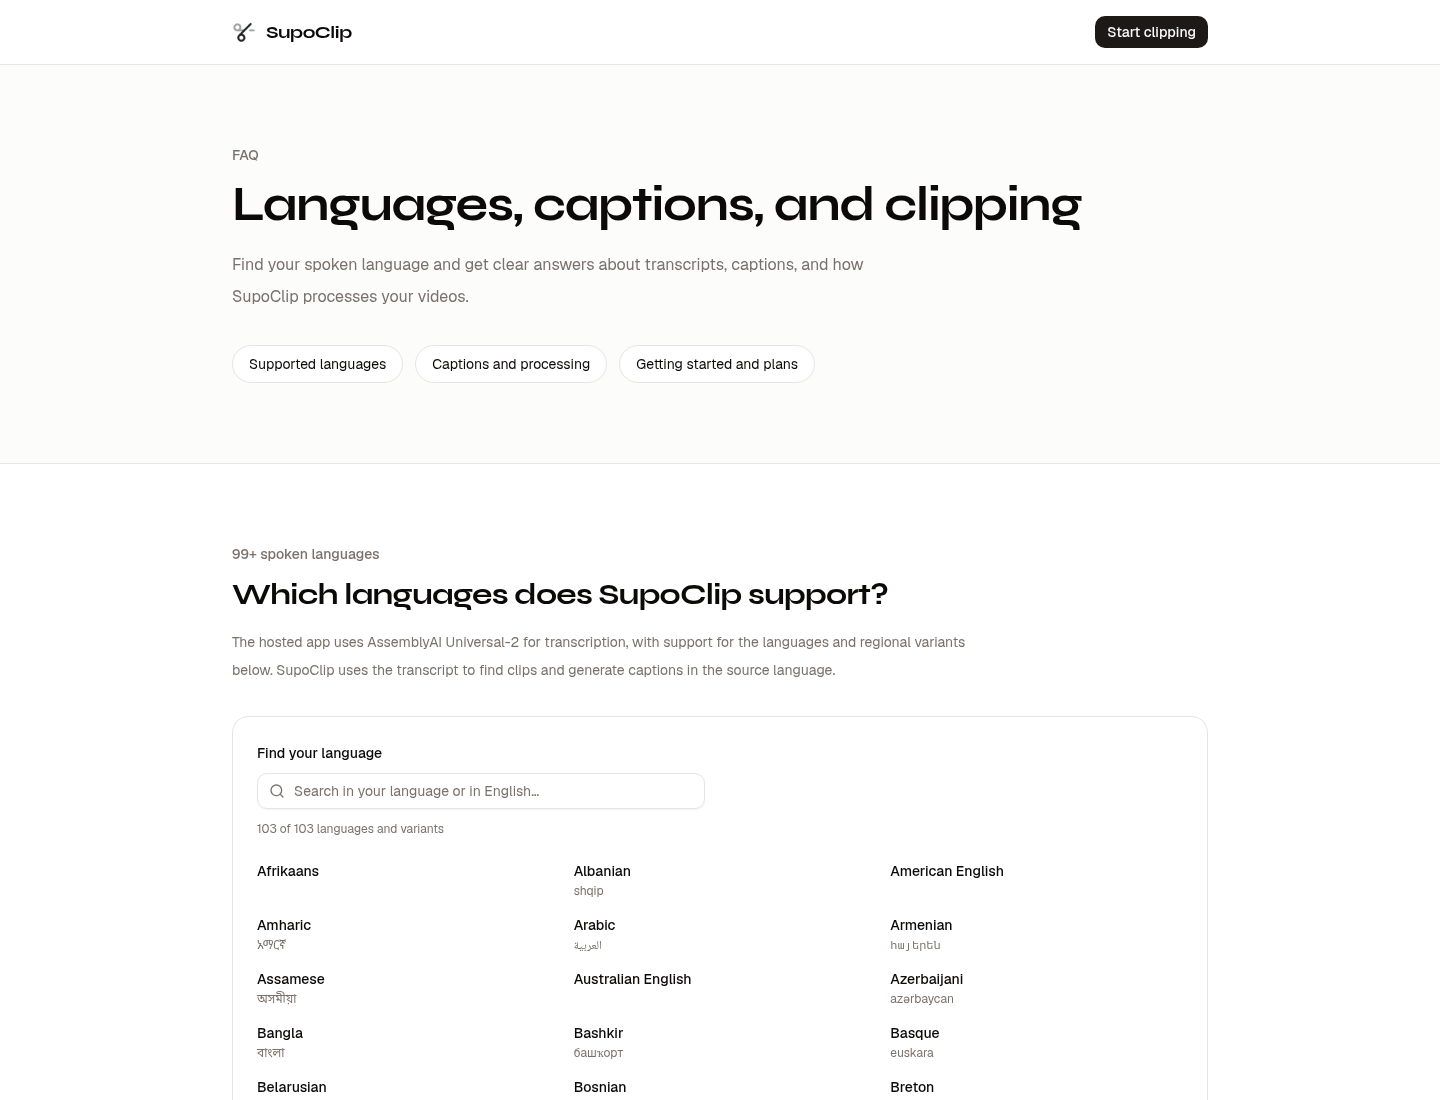 SupoClip
Start clipping
FAQ
Languages, captions, and clipping
Find your spoken language and get clear answers about transcripts, captions, and how
SupoClip processes your videos.
Supported languages
Captions and processing
Getting started and plans
99+ spoken languages
Which languages does SupoClip support?
The hosted app uses AssemblyAI Universal-2 for transcription, with support for the languages and regional variants
below. SupoClip uses the transcript to find clips and generate captions in the source language.
Find your language
Search in your language or in English…
103 of 103 languages and variants
Afrikaans
Albanian
shqip
American English
Amharic
አማርኛ
Arabic
العربية
Armenian
հայերեն
Assamese
অসমীয়া
Australian English
Azerbaijani
azərbaycan
Bangla
বাংলা
Bashkir
башҡорт
Basque
euskara
Belarusian
Bosnian
Breton